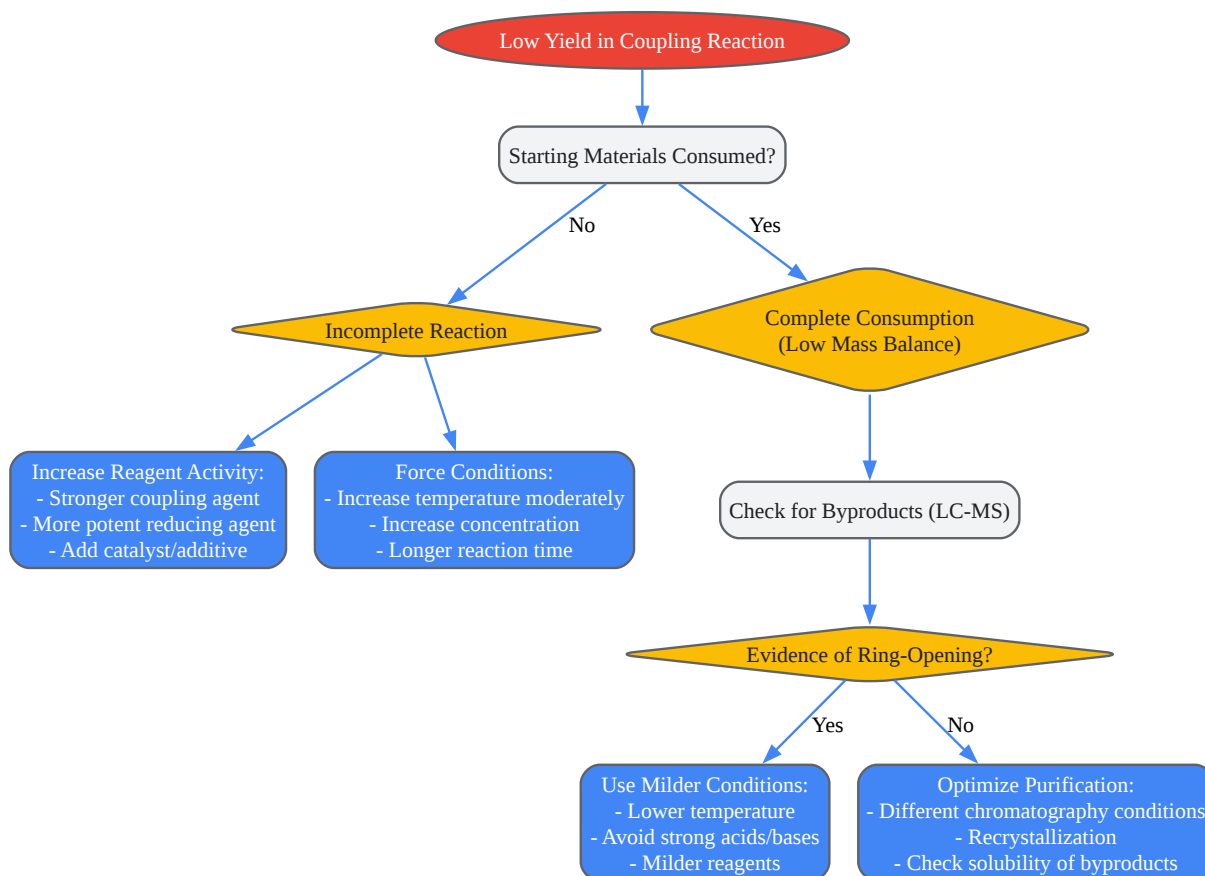 Low Yield in Coupling Reaction
Starting Materials Consumed?
No
Yes
Incomplete Reaction
Complete Consumption
(Low Mass Balance)
Increase Reagent Activity:
- Stronger coupling agent
- More potent reducing agent
- Add catalyst/additive
Force Conditions:
- Increase temperature moderately
- Increase concentration
- Longer reaction time
Check for Byproducts (LC-MS)
Evidence of Ring-Opening?
Yes
No
Use Milder Conditions:
- Lower temperature
- Avoid strong acids/bases
- Milder reagents
Optimize Purification:
- Different chromatography conditions
- Recrystallization
- Check solubility of byproducts